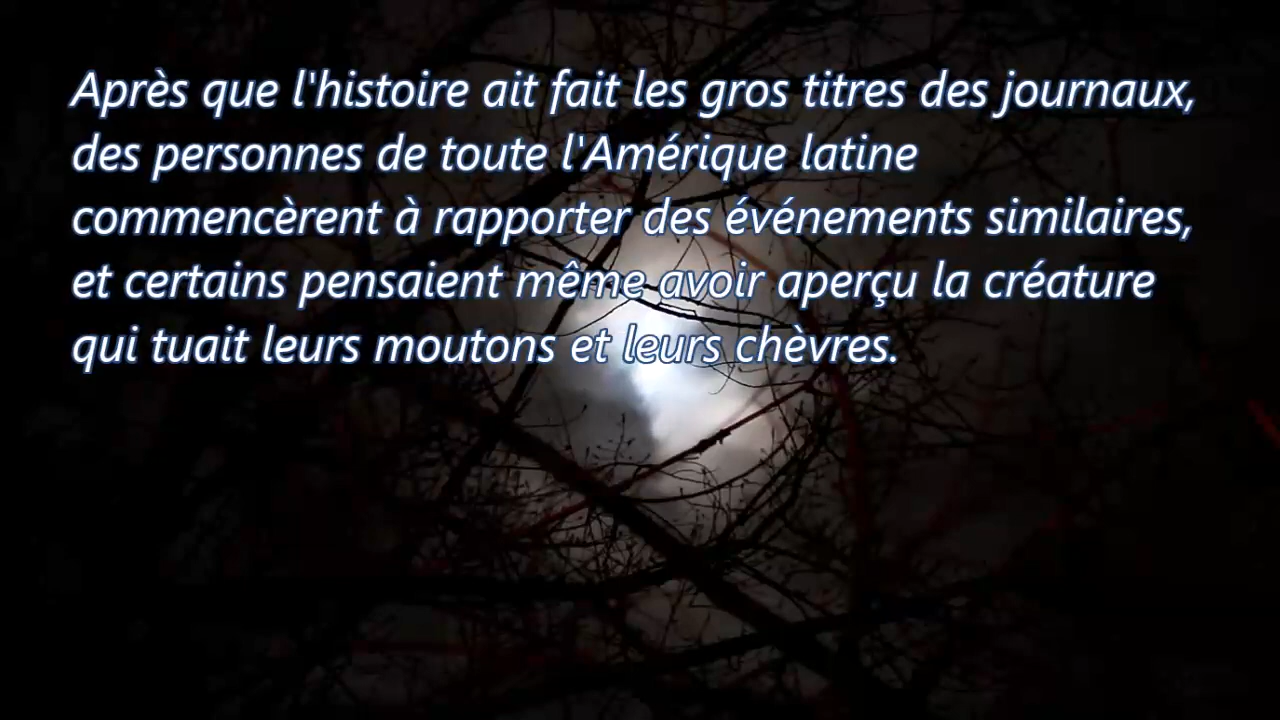 Après que l'histoire ait fait les gros titres des journaux,
des personnes de toute l'Amérique latine
commencèrent à rapporter des événements similaires,
et certains pensaient même avoir aperçu la créature
qui tuait leurs moutons et leurs chèvres.